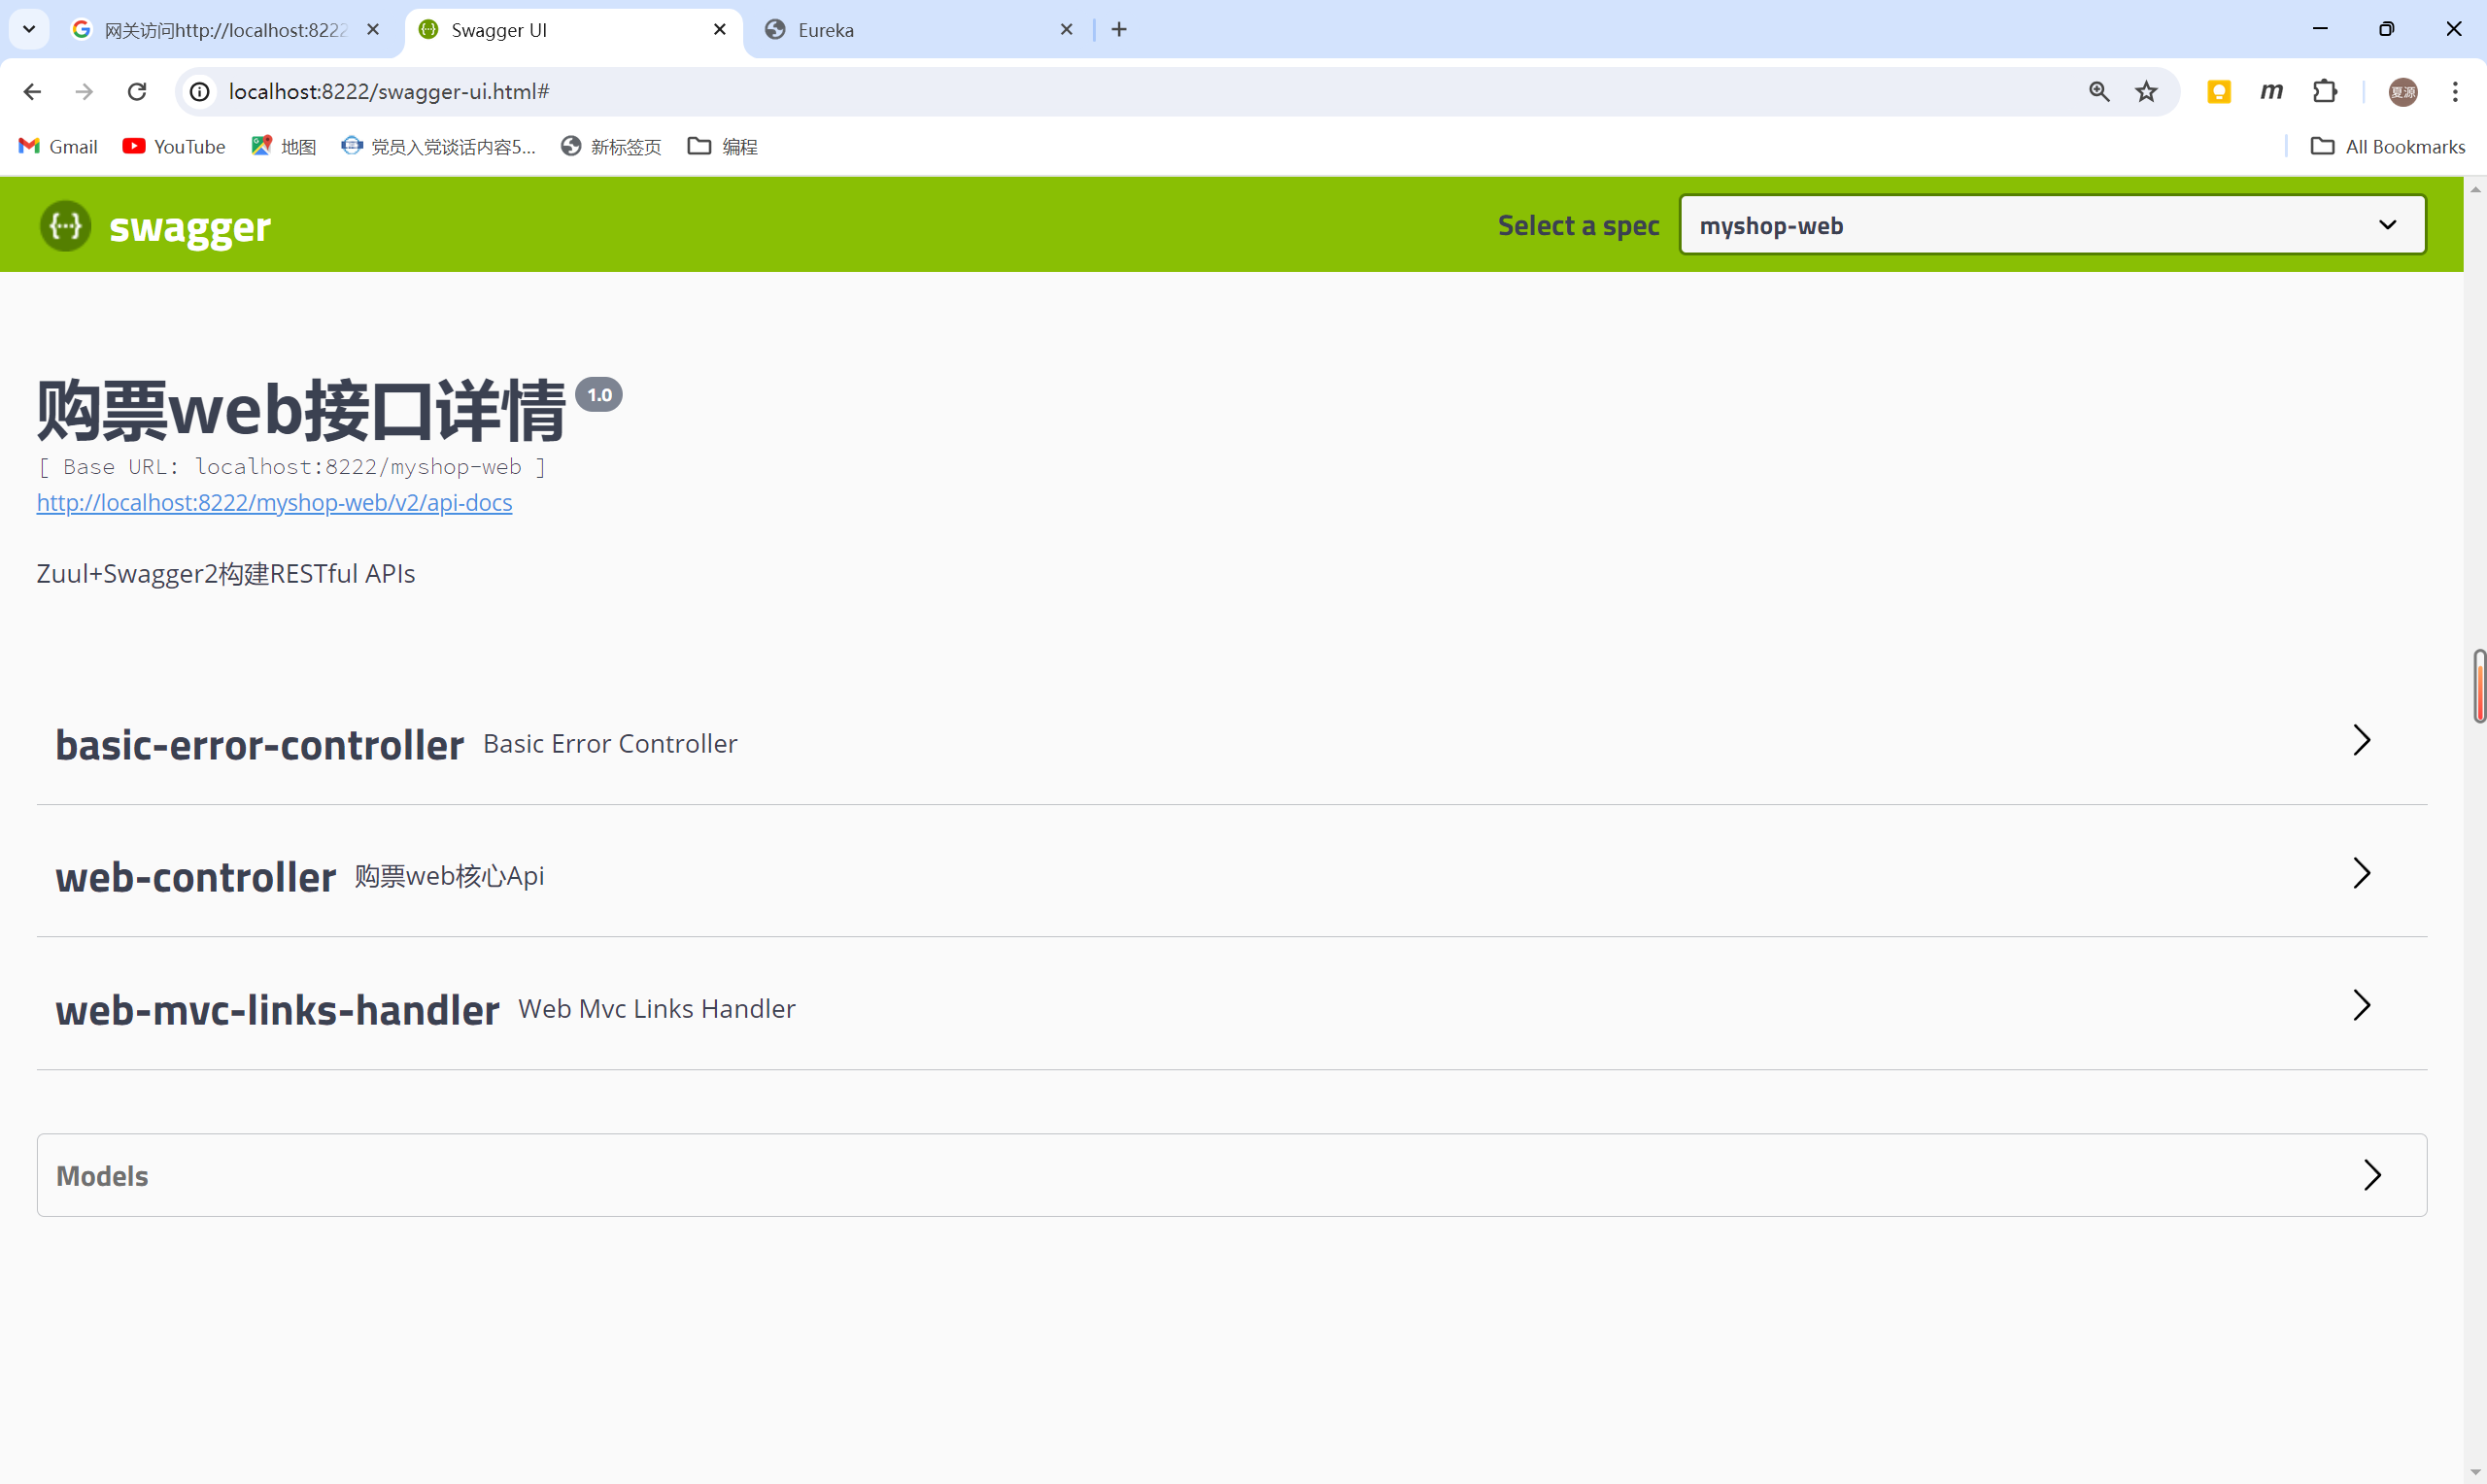 网关访问http://localhost:8222
Swagger UI
Eureka
localhost:8222/swagger-ui.html#
m
夏源
Gmail
YouTube
地图
党员入党谈话内容5...
新标签页
编程
All Bookmarks
{···} swagger
Select a spec
myshop-web
购票web接口详情 1.0
[ Base URL: localhost:8222/myshop-web ]
http://localhost:8222/myshop-web/v2/api-docs
Zuul+Swagger2构建RESTful APIs
basic-error-controller Basic Error Controller
web-controller 购票web核心Api
web-mvc-links-handler Web Mvc Links Handler
Models